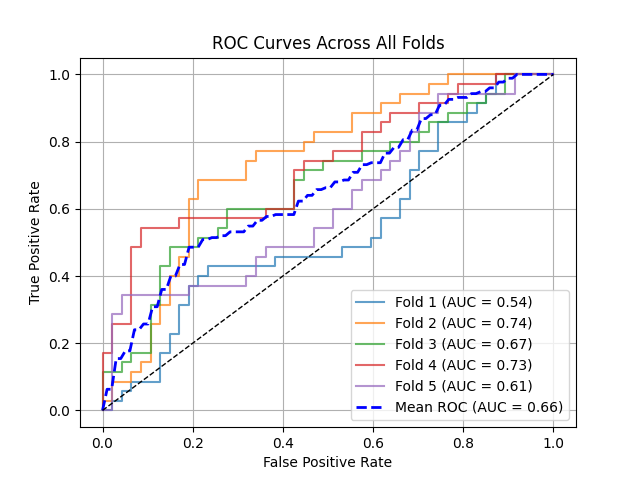 ROC Curves Across All Folds
True Positive Rate
1.0
0.8
0.6
0.4
0.2
0.0
Fold 1 (AUC = 0.54)
Fold 2 (AUC = 0.74)
Fold 3 (AUC = 0.67)
Fold 4 (AUC = 0.73)
Fold 5 (AUC = 0.61)
Mean ROC (AUC = 0.66)
0.0 0.2 0.4 0.6 0.8 1.0
False Positive Rate